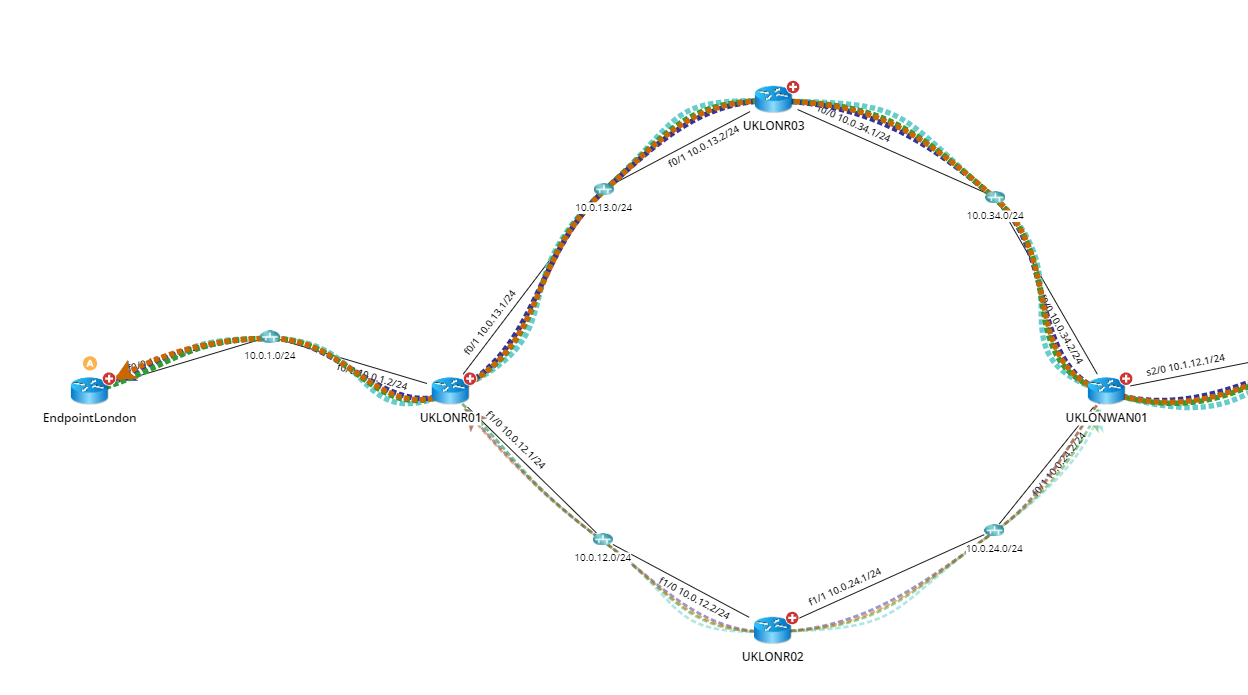 UKLONR03
f0/1 10.0.13.2/24
f0/0 10.0.34.1/24
10.0.13.0/24
10.0.34.0/24
f0/1 10.0.13.1/24
f0/0 10.0.34.2/24
10.0.1.0/24
A
f0/0
10.0.1.2/24
s2/0 10.1.12.1/24
EndpointLondon
UKLONR01
UKLONWAN01
f1/0 10.0.12.1/24
f0/1 10.0.24.2/24
10.0.12.0/24
10.0.24.0/24
f1/0 10.0.12.2/24
f1/1 10.0.24.1/24
UKLONR02